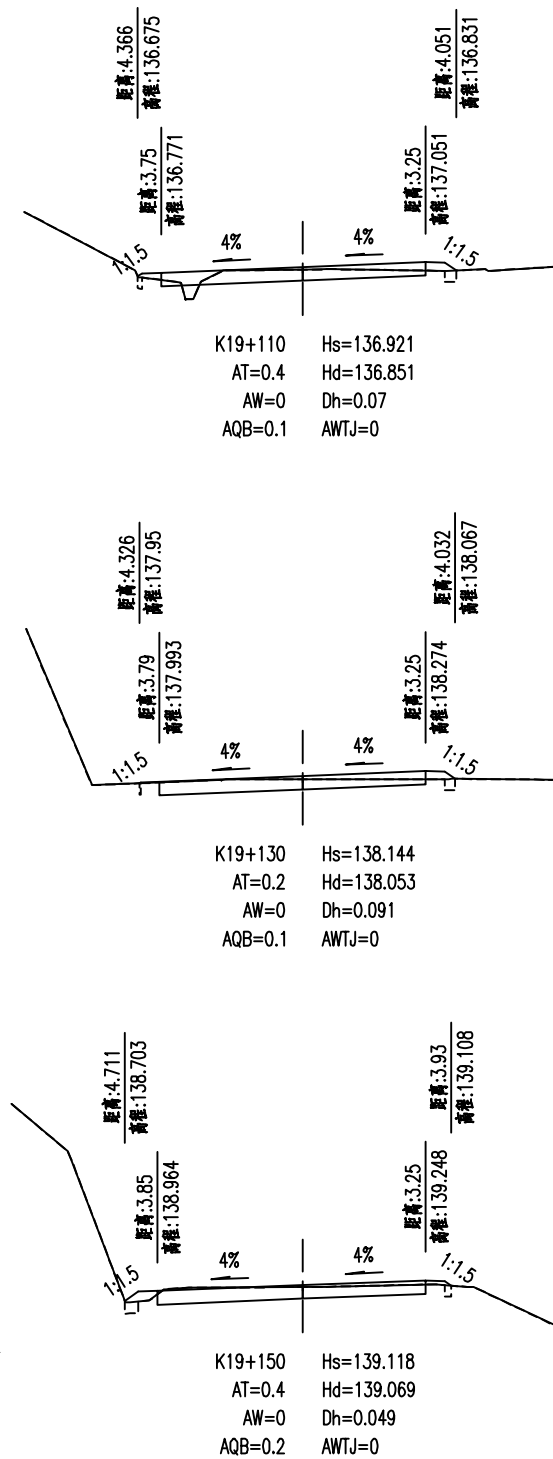 距离:4.366
高程:136.675
距离:4.051
高程:136.831
距离:3.75
高程:136.771
距离:3.25
高程:137.051
1:1.5
4%
4%
1:1.5
K19+110 Hs=136.921
AT=0.4 Hd=136.851
AW=0 Dh=0.07
AQB=0.1 AWTJ=0
距离:4.326
高程:137.95
距离:4.032
高程:138.067
距离:3.79
高程:137.993
距离:3.25
高程:138.274
1:1.5
4%
4%
1:1.5
K19+130 Hs=138.144
AT=0.2 Hd=138.053
AW=0 Dh=0.091
AQB=0.1 AWTJ=0
距离:4.711
高程:138.703
距离:3.93
高程:139.108
距离:3.85
高程:138.964
距离:3.25
高程:139.248
1:1.5
4%
4%
1:1.5
K19+150 Hs=139.118
AT=0.4 Hd=139.069
AW=0 Dh=0.049
AQB=0.2 AWTJ=0